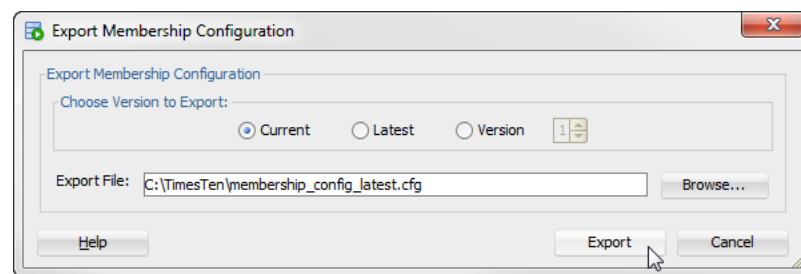 Export Membership Configuration
Export Membership Configuration
Choose Version to Export:
Current Latest Version 1
Export File: C:\TimesTen\membership_config_latest.cfg Browse...
Help Export Cancel